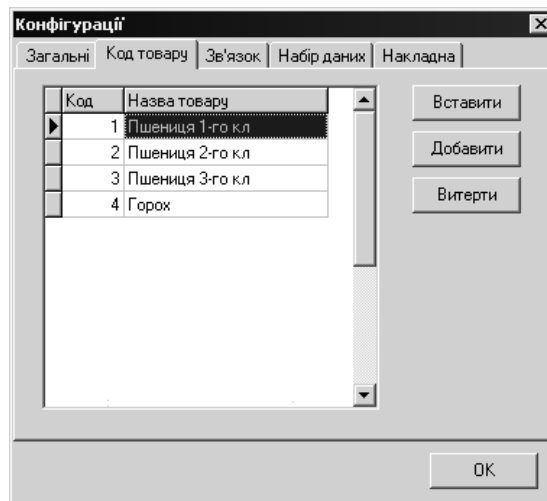 Конфігурації
Загальні Код товару Зв'язок Набір даних Накладна
Код Назва товару
1 Пшениця 1-го кл
2 Пшениця 2-го кл
3 Пшениця 3-го кл
4 Горох
Вставити
Добавити
Витерти
OK